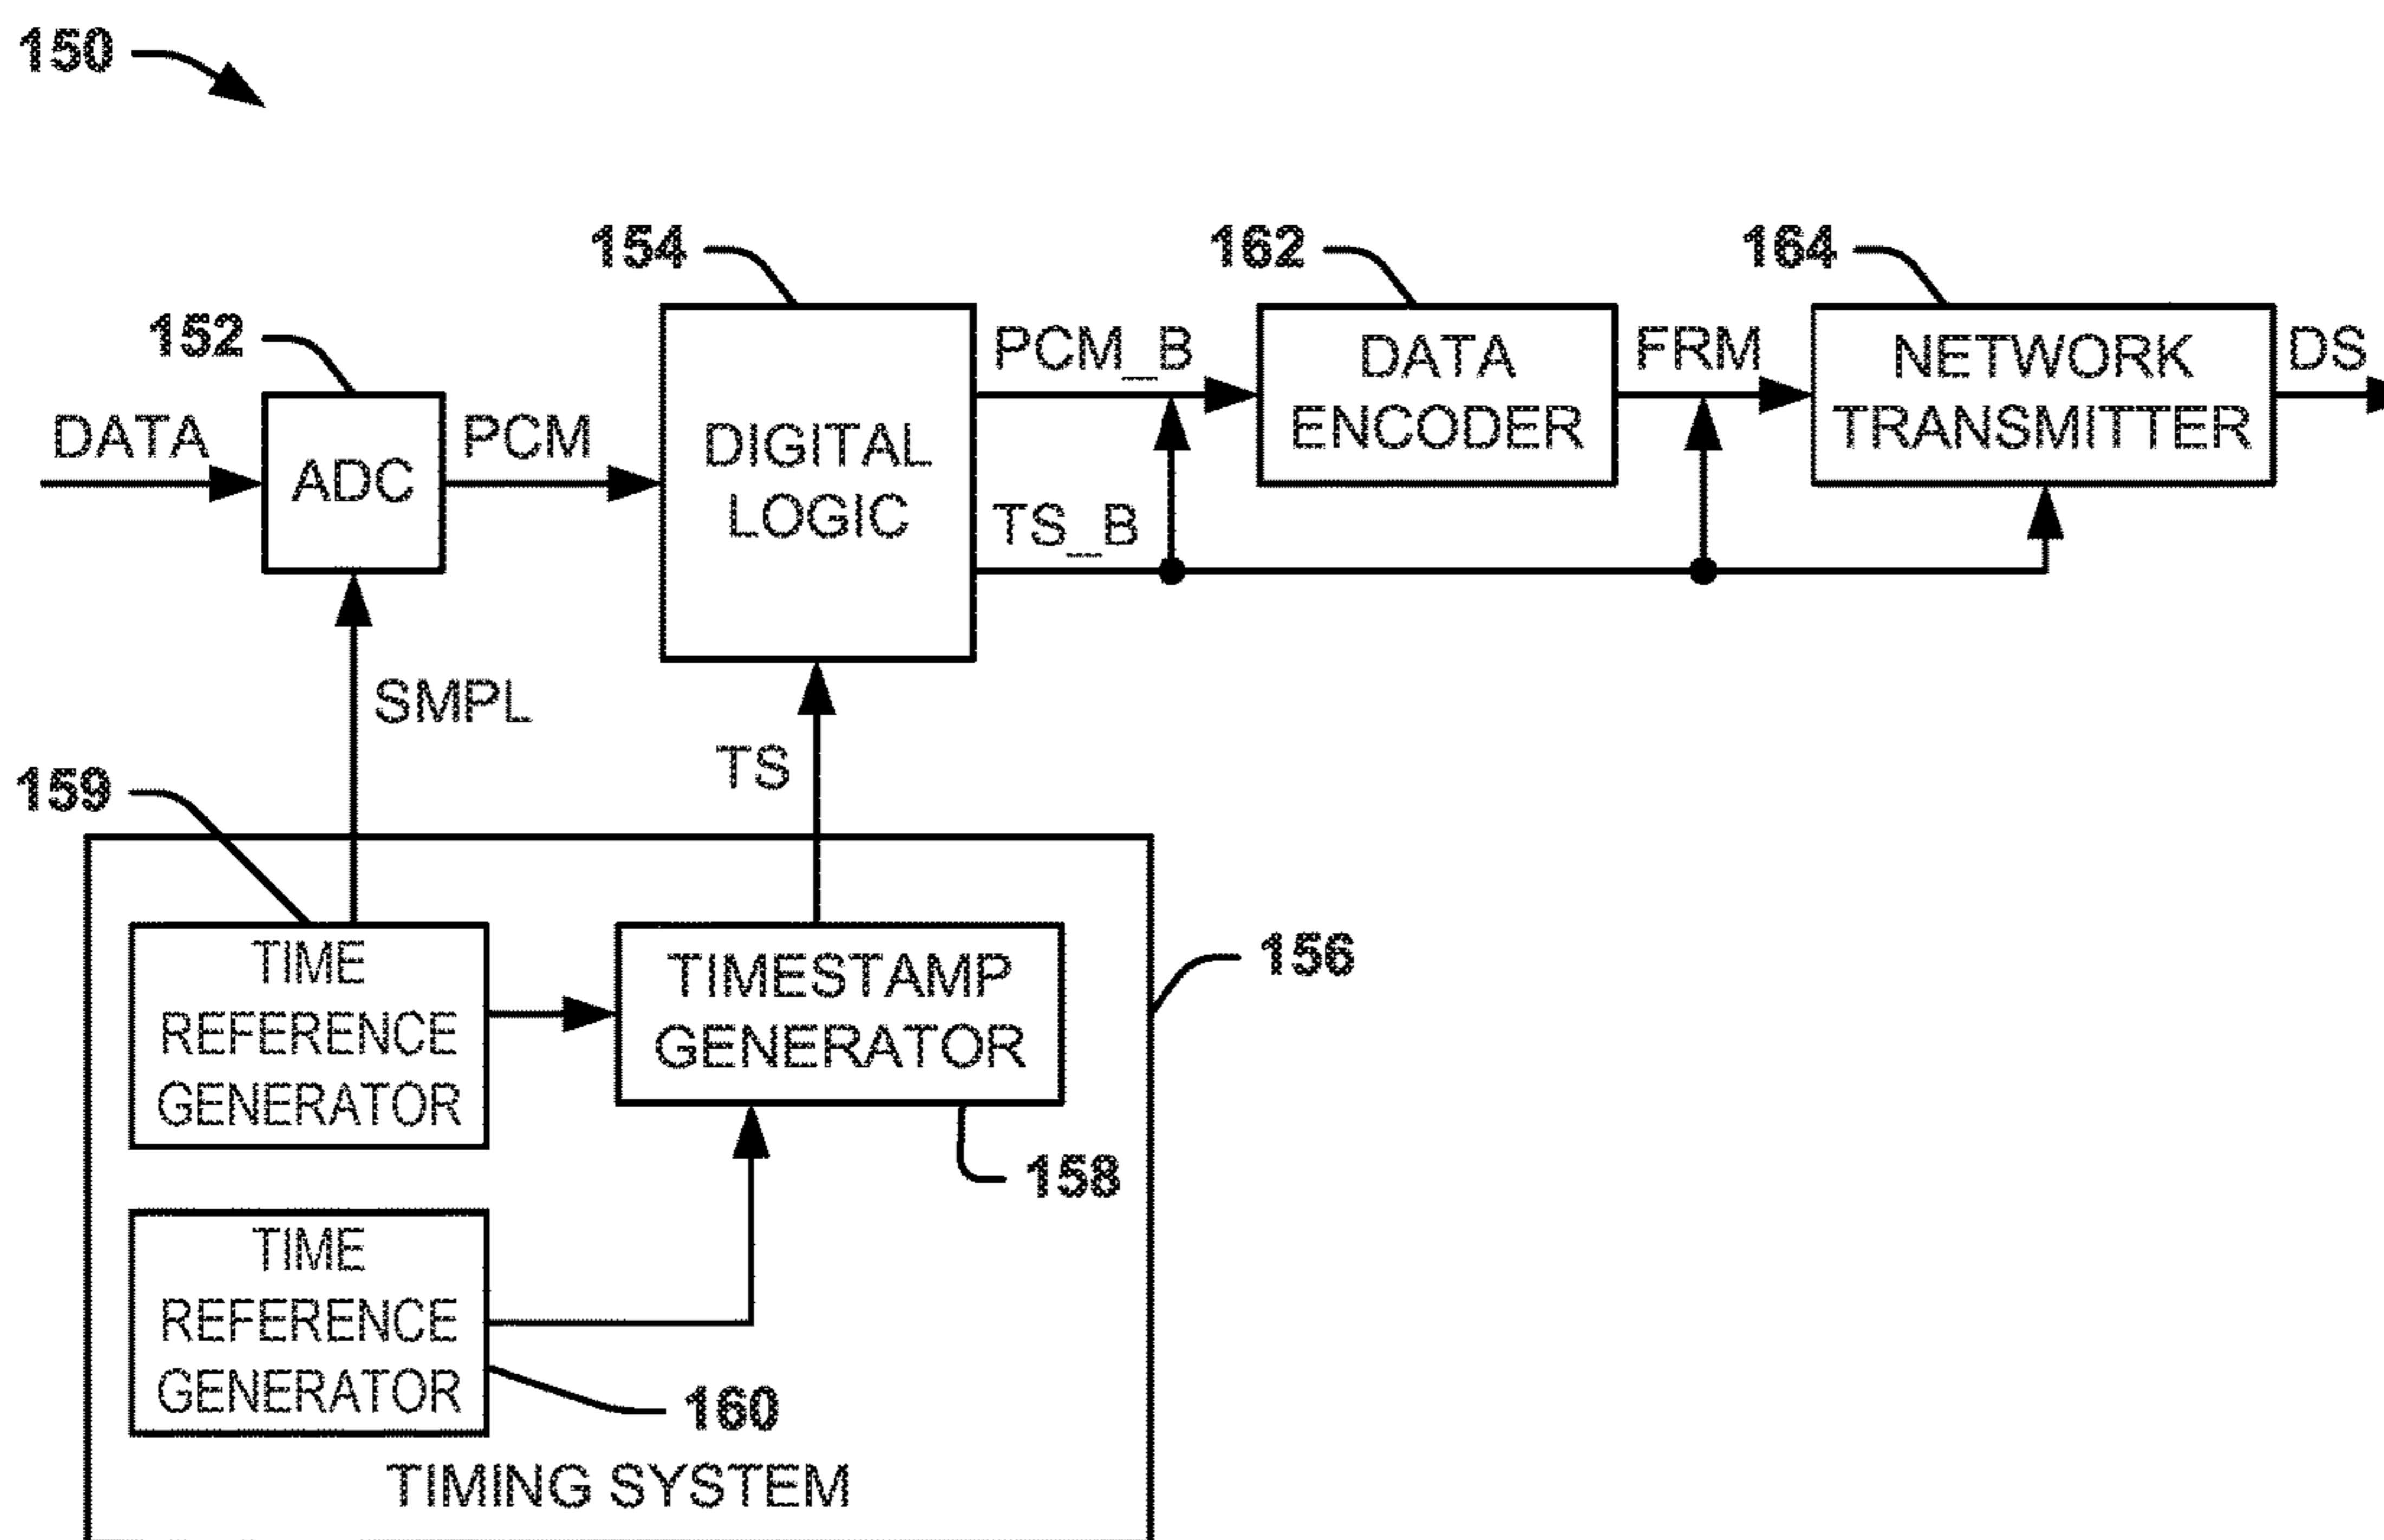 150
154
162
164
152
PCM_B
DATA
ENCODER
FRM
NETWORK
TRANSMITTER
DS
DATA
ADC
PCM
DIGITAL
LOGIC
TS_B
SMPL
TS
159
TIME
REFERENCE
GENERATOR
TIMESTAMP
GENERATOR
156
158
TIME
REFERENCE
GENERATOR
160
TIMING SYSTEM